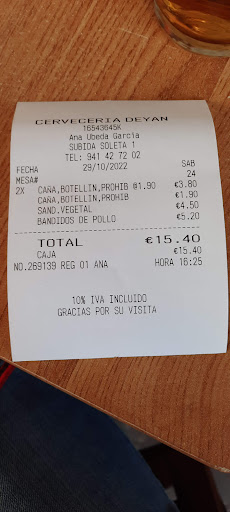 CERVECERIA DEYAN
16543645K
Ana Ubeda Garcia
SUBIDA SOLETA 1
TEL: 941 42 72 02
FECHA 29/10/2022 SAB
MESA# 24
2X CAÑA,BOTELLIN,PROHIB @1.90 €3.80
CAÑA,BOTELLIN,PROHIB €1.90
SAND.VEGETAL €4.50
BANDIDOS DE POLLO €5.20
TOTAL €15.40
CAJA €15.40
NO.269139 REG 01 ANA HORA 16:25
10% IVA INCLUIDO
GRACIAS POR SU VISITA